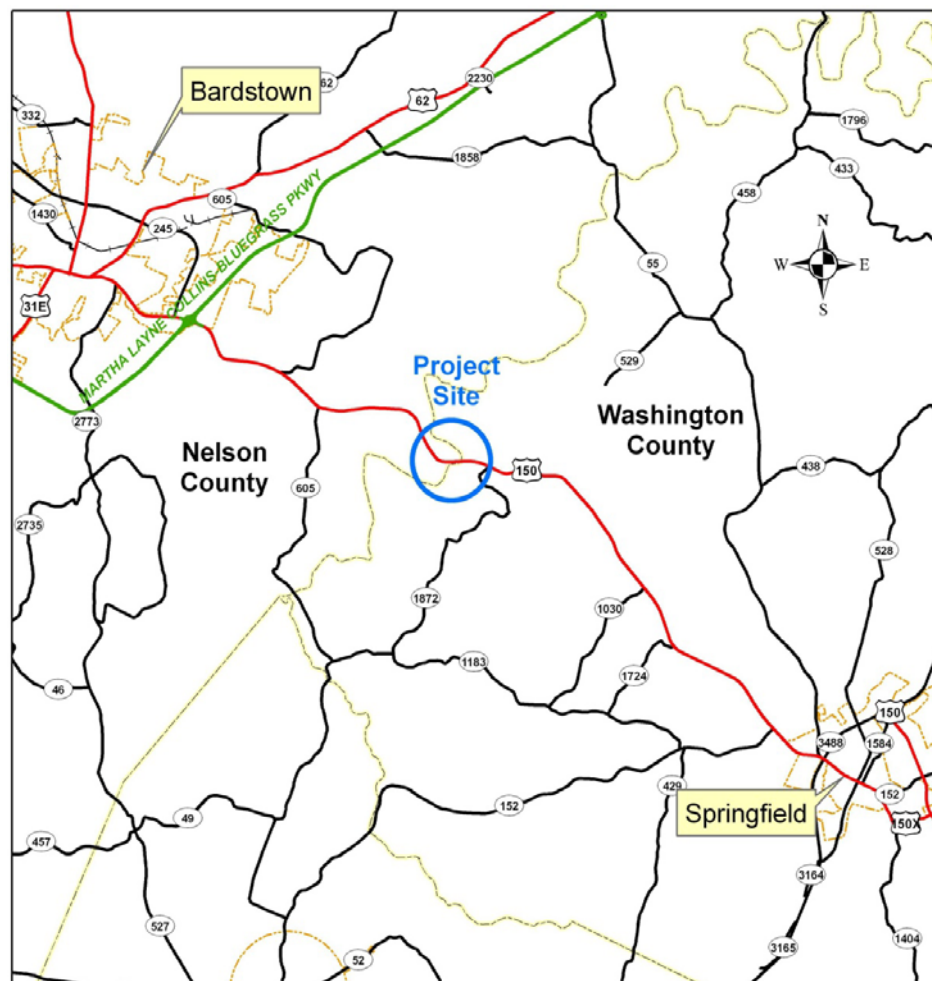 2230
62
62
Bardstown
332
1796
1858
433
458
605
1430
245
N
W E
S
MARTHA LAYNE COLLINS-BLUEGRASS PKWY
55
31E
529
Project
Site
2773
Washington
County
Nelson
County
438
150
605
2735
528
1872
1030
1183
1724
46
150
3488
1584
429
152
152
Springfield
49
150X
457
3164
527
1404
3165
52